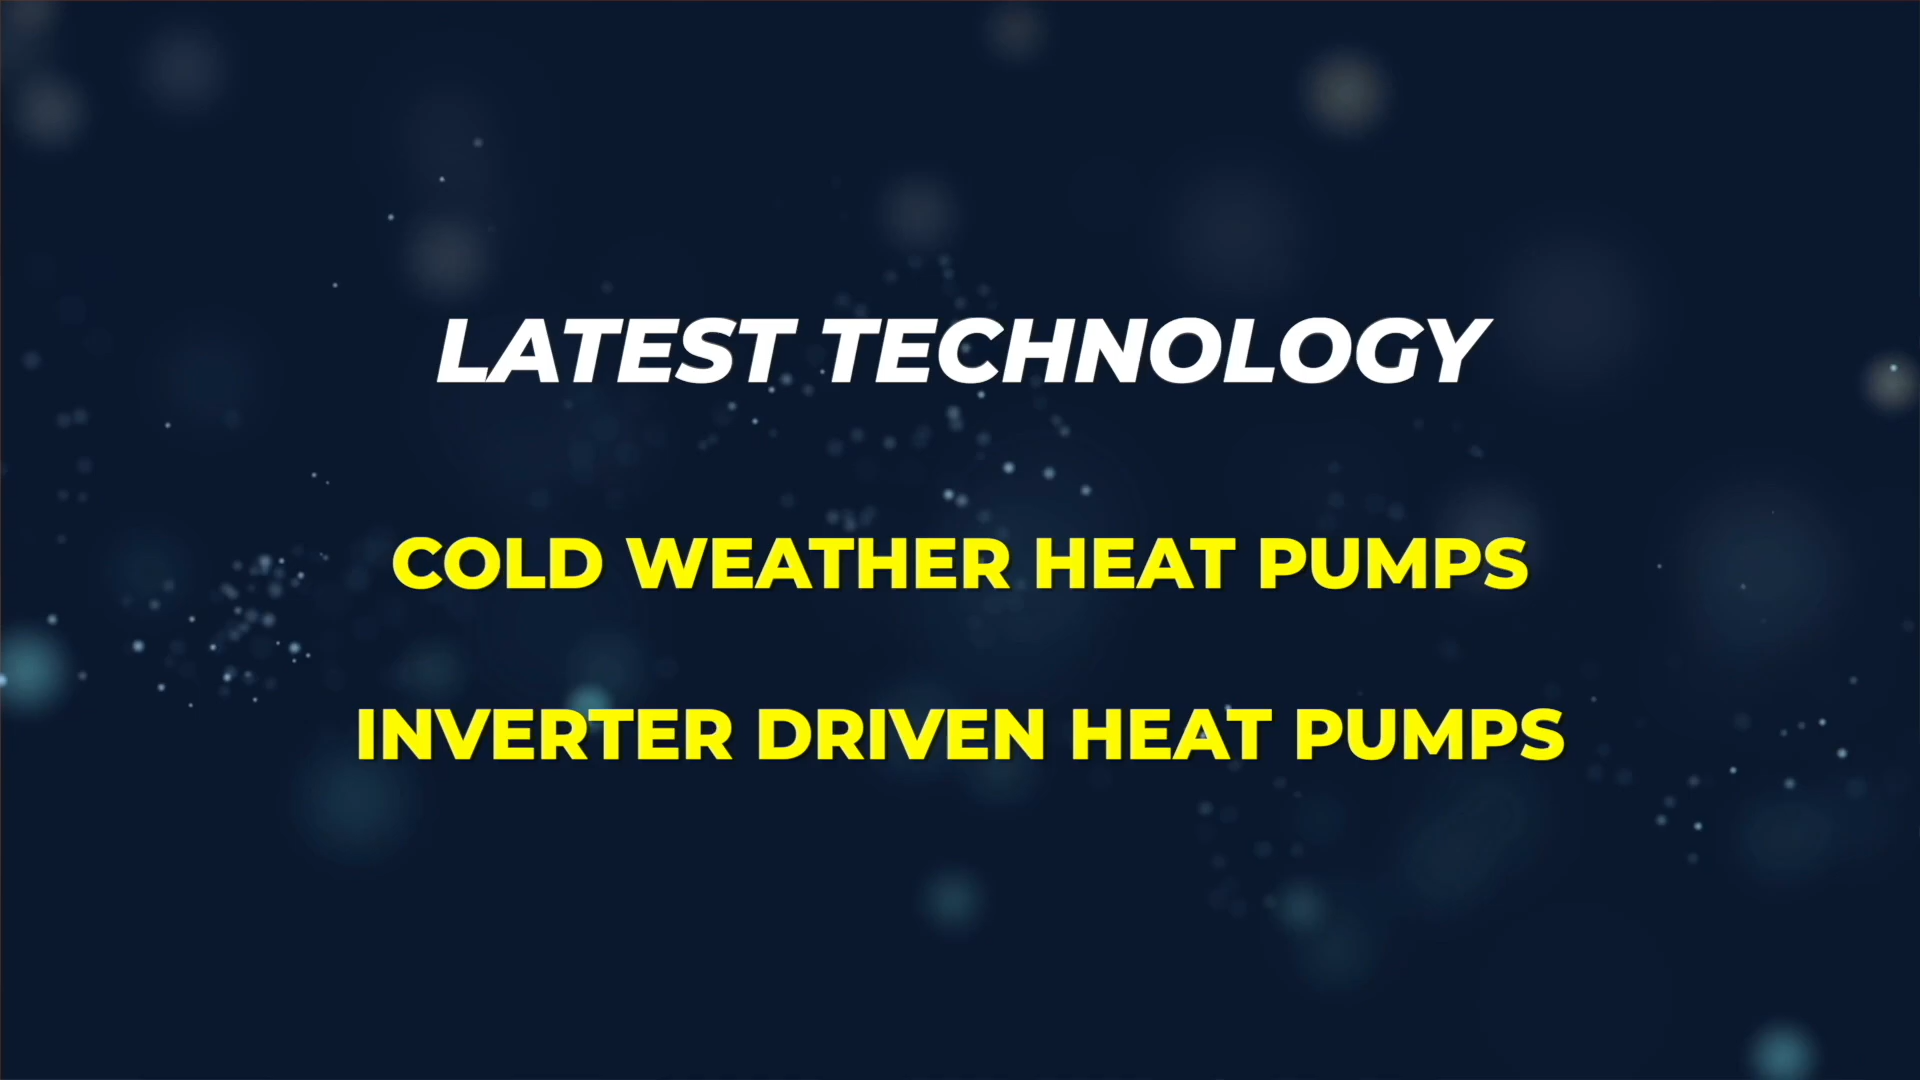 LATEST TECHNOLOGY
COLD WEATHER HEAT PUMPS
INVERTER DRIVEN HEAT PUMPS